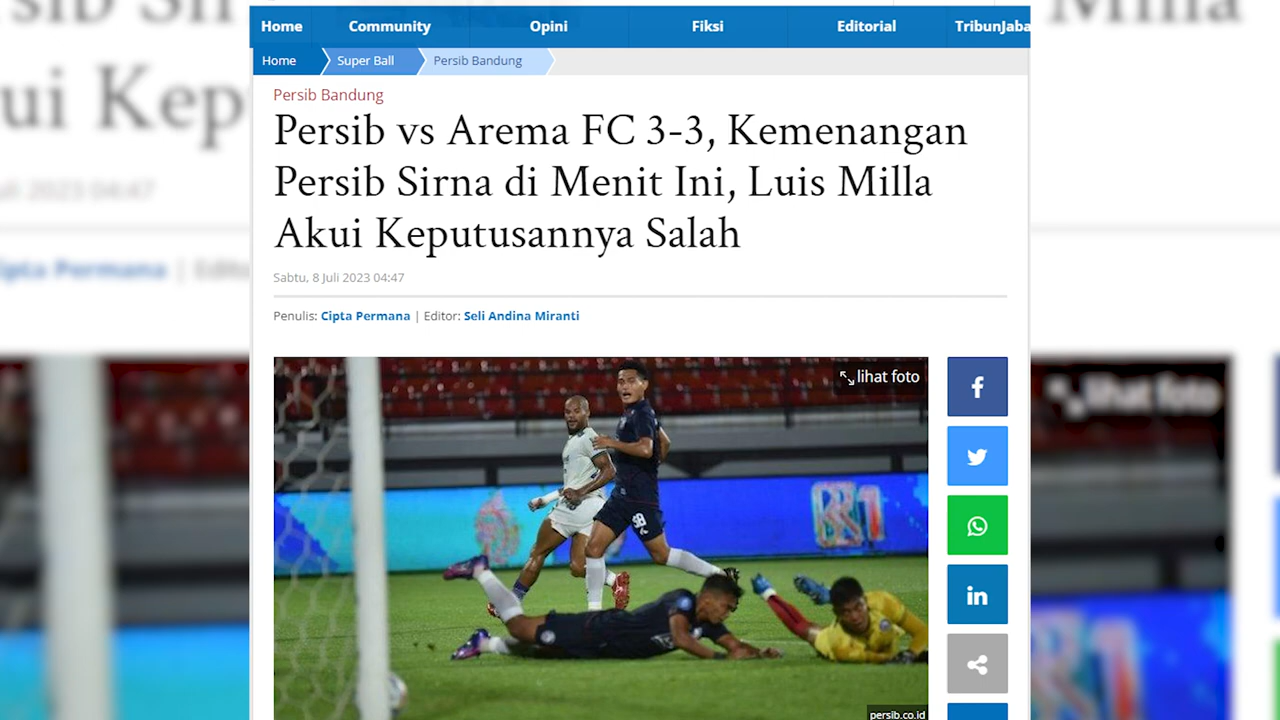 Home Community Opini Fiksi Editorial TribunJaba
Home Super Ball Persib Bandung
Persib Bandung
Persib vs Arema FC 3-3, Kemenangan
Persib Sirna di Menit Ini, Luis Milla
Akui Keputusannya Salah
Sabtu, 8 Juli 2023 04:47
Penulis: Cipta Permana | Editor: Seli Andina Miranti
lihat foto
98
persib.co.id